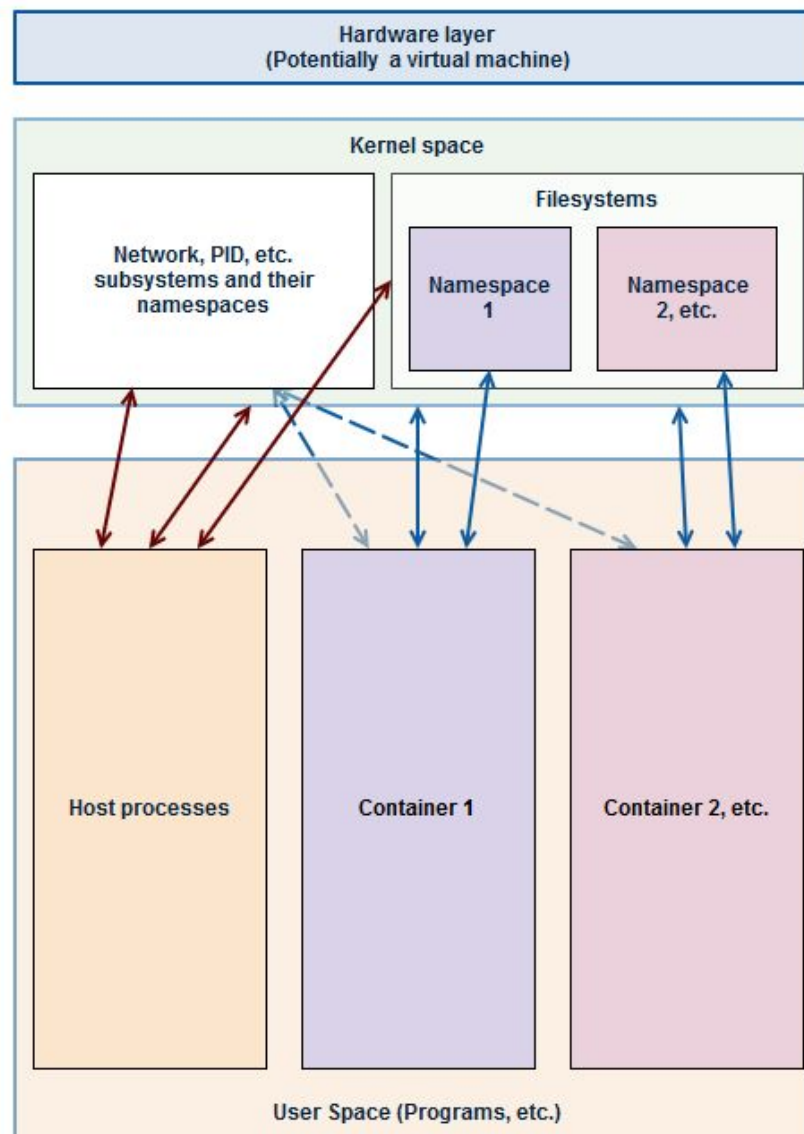 Hardware layer
(Potentially a virtual machine)
Kernel space
Network, PID, etc.
subsystems and their
namespaces
Filesystems
Namespace
1
Namespace
2, etc.
Host processes
Container 1
Container 2, etc.
User Space (Programs, etc.)